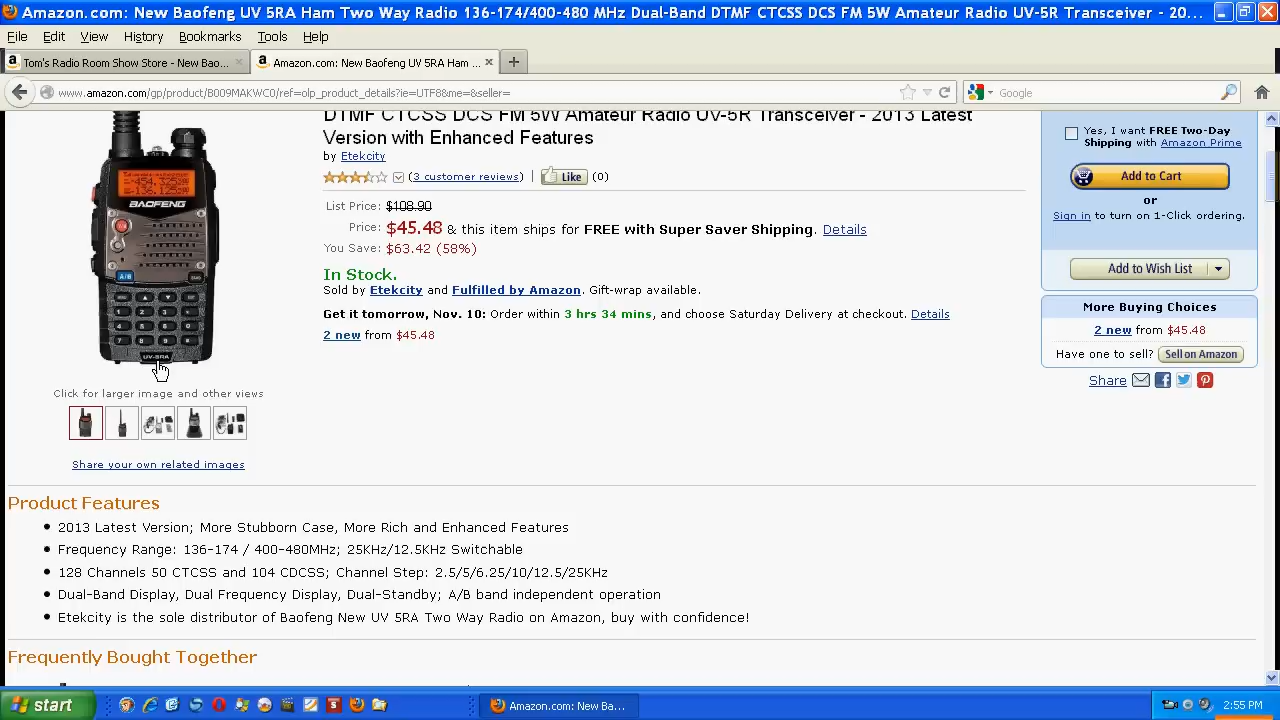 Amazon.com: New Baofeng UV 5RA Ham Two Way Radio 136-174/400-480 MHz Dual-Band DTMF CTCSS DCS FM 5W Amateur Radio UV-5R Transceiver - 20...
File Edit View History Bookmarks Tools Help
Tom's Radio Room Show Store - New Bao...
Amazon.com: New Baofeng UV 5RA Ham ...
www.amazon.com/gp/product/B009MAKWC0/ref=olp_product_details?ie=UTF8&me=&seller=
Google
DTMF CTCSS DCS FM 5W Amateur Radio UV-5R Transceiver - 2013 Latest
Version with Enhanced Features
by Etekcity
(3 customer reviews) | Like (0)
List Price: $108.90
Price: $45.48 & this item ships for FREE with Super Saver Shipping. Details
You Save: $63.42 (58%)
In Stock.
Sold by Etekcity and Fulfilled by Amazon. Gift-wrap available.
Get it tomorrow, Nov. 10: Order within 3 hrs 34 mins, and choose Saturday Delivery at checkout. Details
2 new from $45.48
BAOFENG
A/B
UV-5RA
Click for larger image and other views
Share your own related images
Yes, I want FREE Two-Day
Shipping with Amazon Prime
Add to Cart
or
Sign in to turn on 1-Click ordering.
Add to Wish List
More Buying Choices
2 new from $45.48
Have one to sell? Sell on Amazon
Share
Product Features
2013 Latest Version; More Stubborn Case, More Rich and Enhanced Features
Frequency Range: 136-174 / 400-480MHz; 25KHz/12.5KHz Switchable
128 Channels 50 CTCSS and 104 CDCSS; Channel Step: 2.5/5/6.25/10/12.5/25KHz
Dual-Band Display, Dual Frequency Display, Dual-Standby; A/B band independent operation
Etekcity is the sole distributor of Baofeng New UV 5RA Two Way Radio on Amazon, buy with confidence!
Frequently Bought Together
start
Amazon.com: New Ba...
2:55 PM